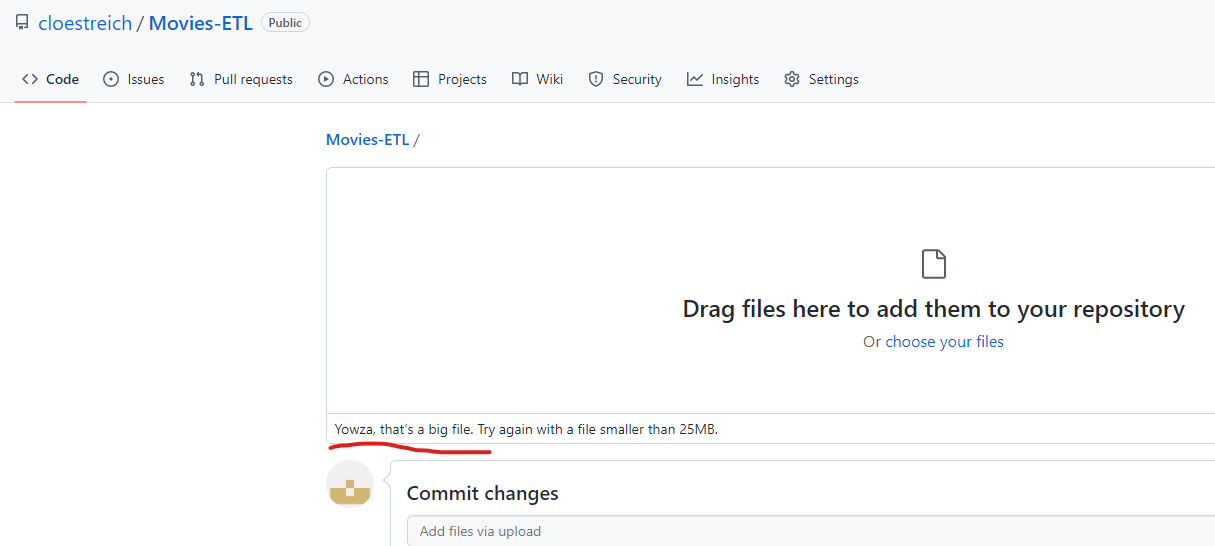 cloestreich / Movies-ETL Public
Code Issues Pull requests Actions Projects Wiki Security Insights Settings
Movies-ETL /
Drag files here to add them to your repository
Or choose your files
Yowza, that's a big file. Try again with a file smaller than 25MB.
Commit changes
Add files via upload